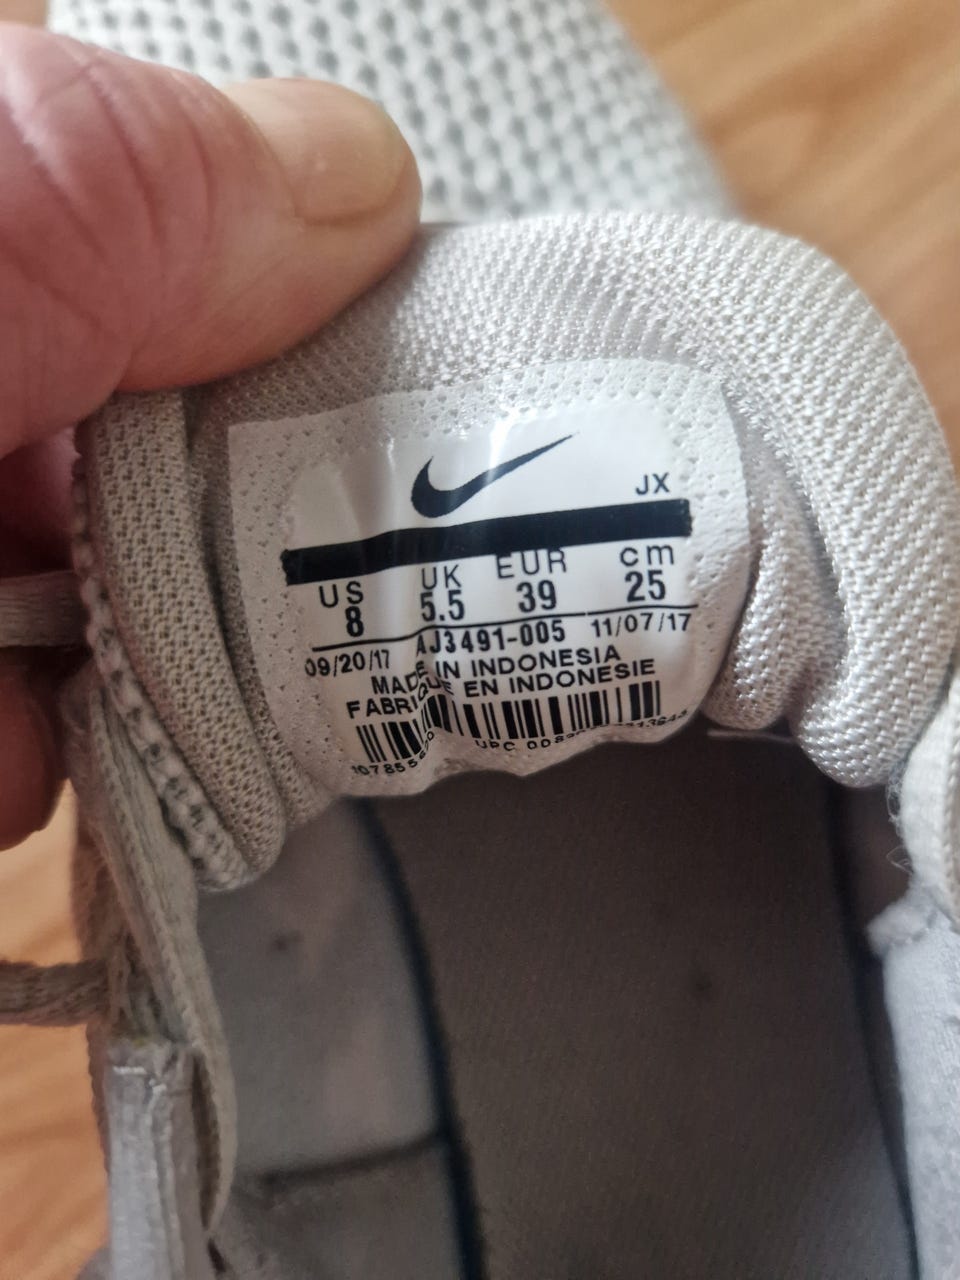 JX
US UK EUR cm
8 5.5 39 25
09/20/17 AJ3491-005 11/07/17
MADE IN INDONESIA
FABRIQUE EN INDONESIE
UPC